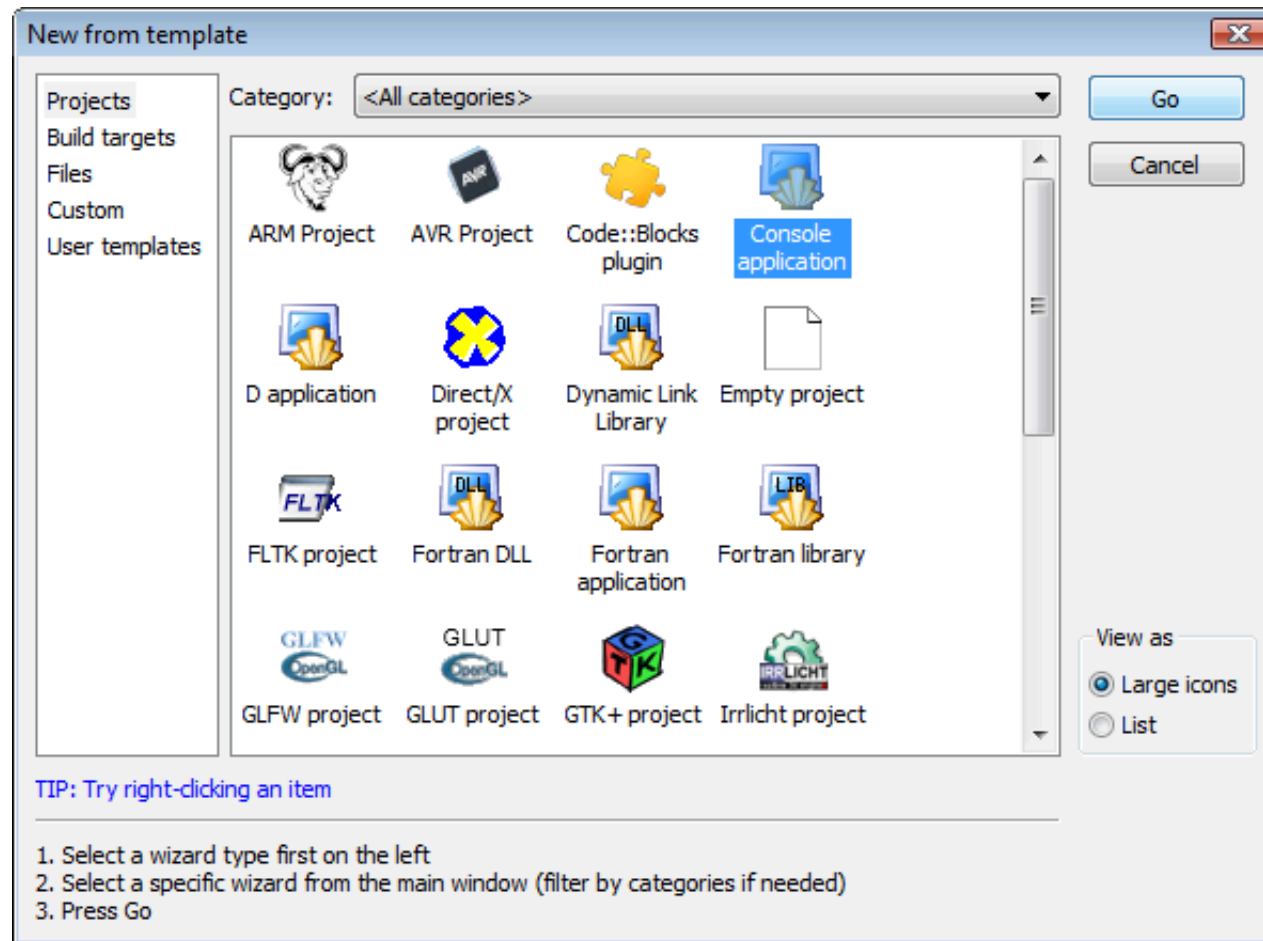 New from template
Projects
Build targets
Files
Custom
User templates
Category:
<All categories>
Go
Cancel
AVR
ARM Project
AVR Project
Code::Blocks
plugin
Console
application
DLL
D application
Direct/X
project
Dynamic Link
Library
Empty project
FLTK
DLL
LIB
FLTK project
Fortran DLL
Fortran
application
Fortran library
GLFW
OpenGL
GLUT
OpenGL
GTK
IRRLICHT
GLFW project
GLUT project
GTK+ project
Irrlicht project
View as
Large icons
List
TIP: Try right-clicking an item
1. Select a wizard type first on the left
2. Select a specific wizard from the main window (filter by categories if needed)
3. Press Go